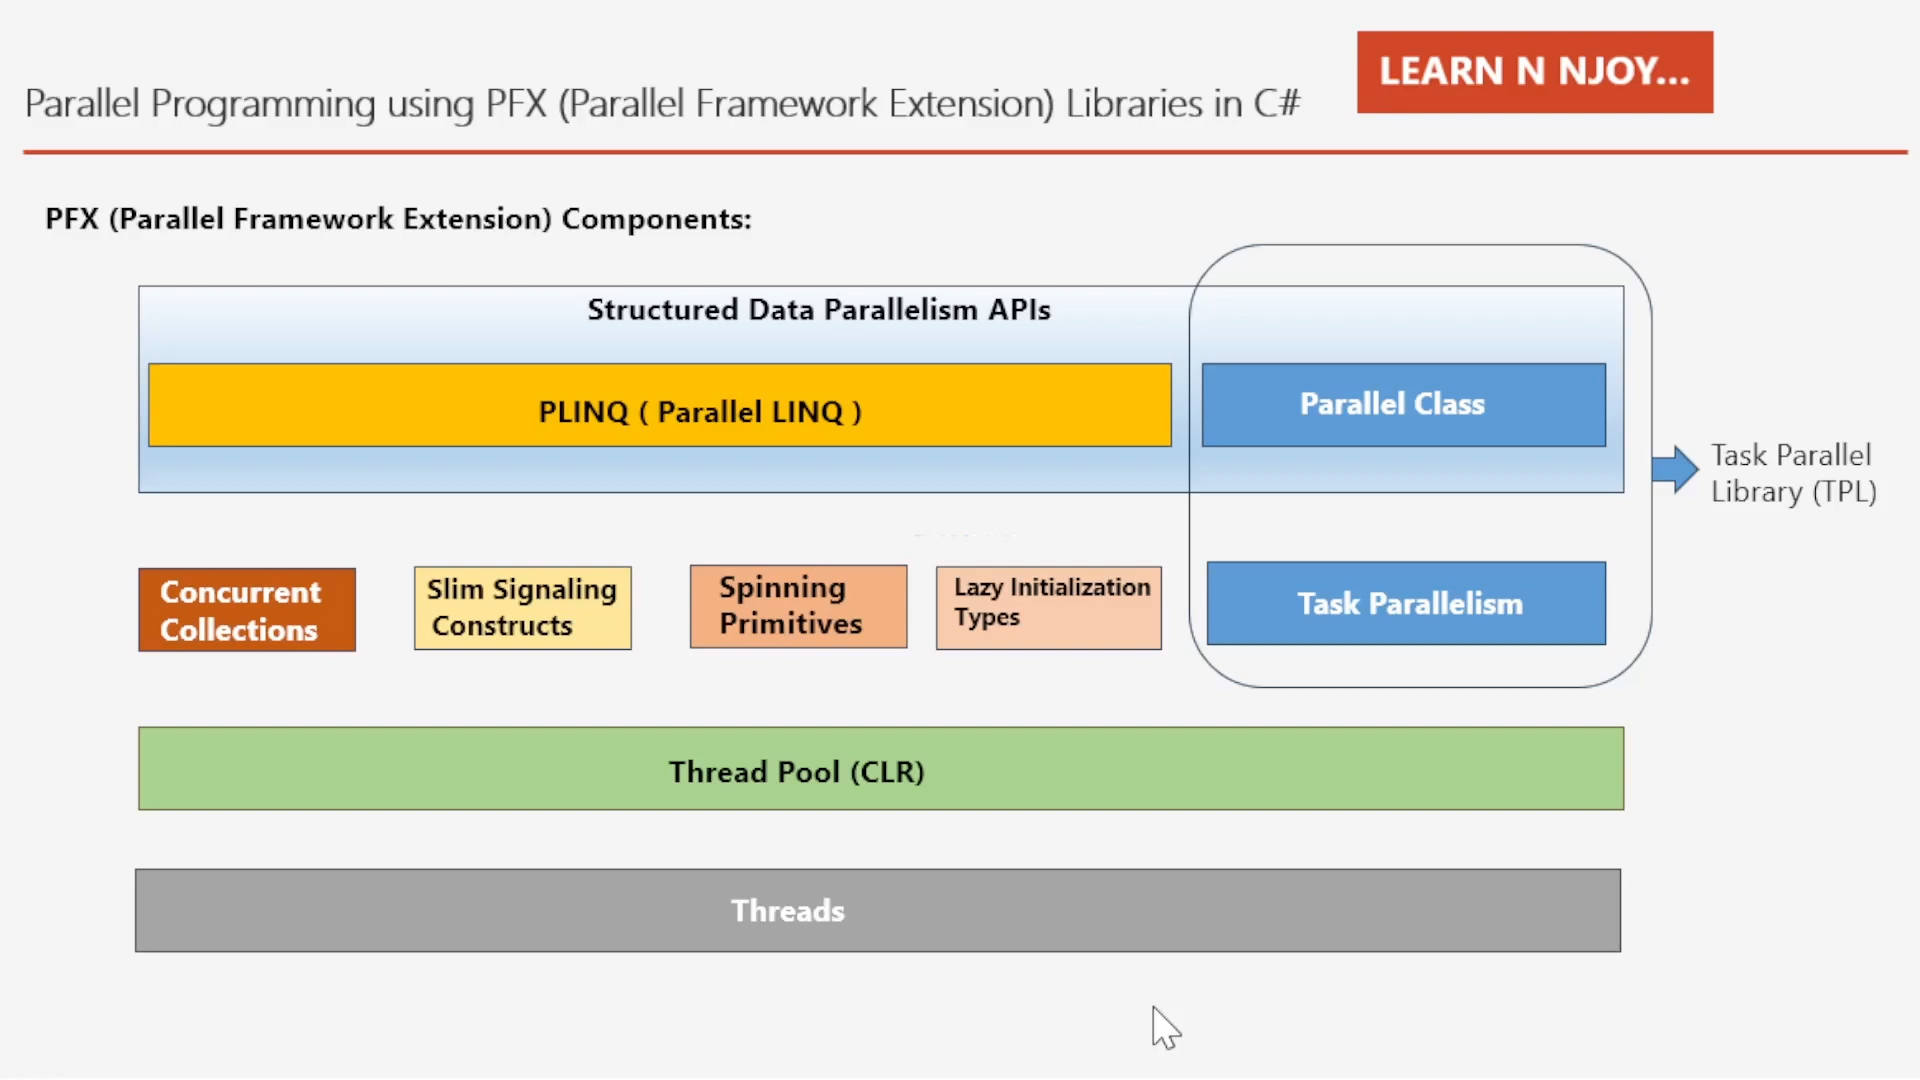 LEARN N NJOY...
Parallel Programming using PFX (Parallel Framework Extension) Libraries in C#
PFX (Parallel Framework Extension) Components:
Structured Data Parallelism APIs
PLINQ ( Parallel LINQ )
Parallel Class
Task Parallel
Library (TPL)
Concurrent
Collections
Slim Signaling
Constructs
Spinning
Primitives
Lazy Initialization
Types
Task Parallelism
Thread Pool (CLR)
Threads